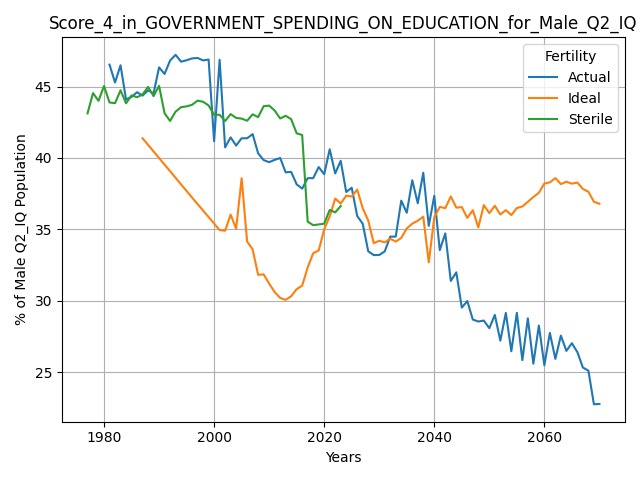 Score_4_in_GOVERNMENT_SPENDING_ON_EDUCATION_for_Male_Q2_IQ
Fertility
Actual
Ideal
Sterile
% of Male Q2_IQ Population
45
40
35
30
25
1980
2000
2020
2040
2060
Years